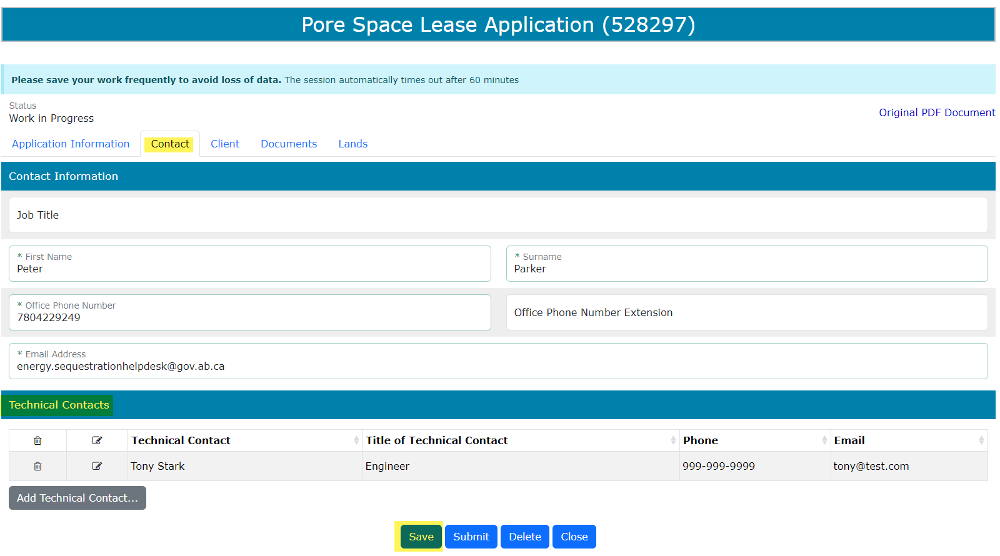 Pore Space Lease Application (528297)
Please save your work frequently to avoid loss of data. The session automatically times out after 60 minutes
Status
Work in Progress
Original PDF Document
Application Information Contact Client Documents Lands
Contact Information
Job Title
* First Name
Peter
* Surname
Parker
* Office Phone Number
7804229249
Office Phone Number Extension
* Email Address
energy.sequestrationhelpdesk@gov.ab.ca
Technical Contacts
Technical Contact Title of Technical Contact Phone Email
Tony Stark Engineer 999-999-9999 tony@test.com
Add Technical Contact...
Save Submit Delete Close